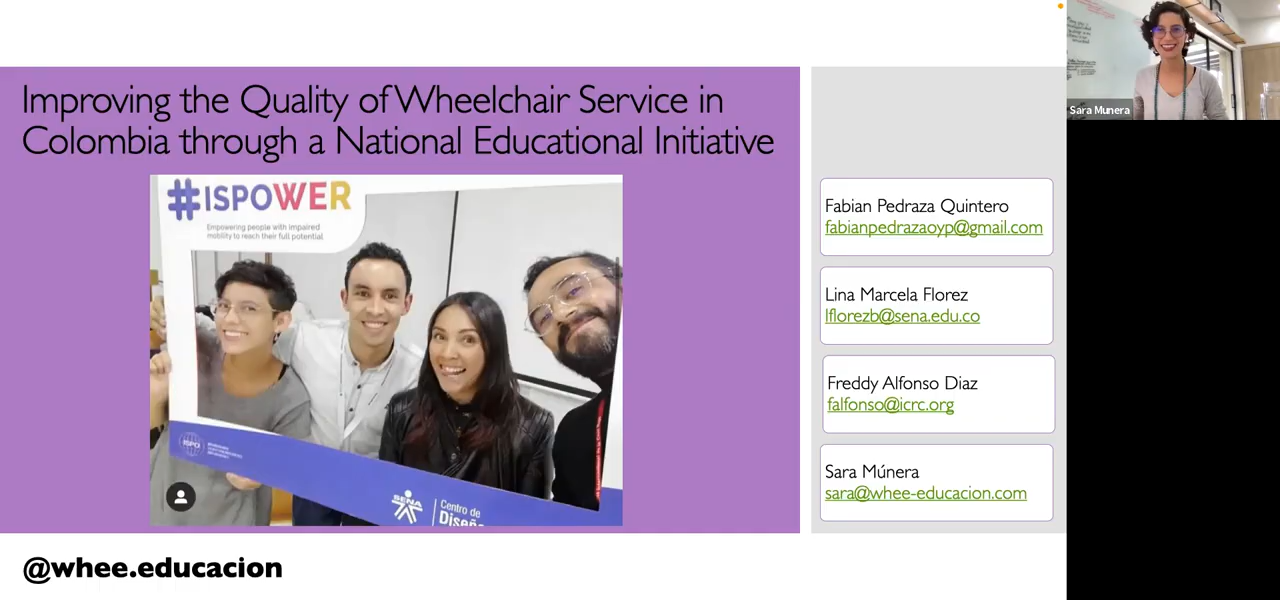 Improving the Quality of Wheelchair Service in
Colombia through a National Educational Initiative
#ISPOWER
Empowering people with impaired
mobility to reach their full potential
ISPO
SENA
Centro de
Diseñ
@whee.educacion
Fabian Pedraza Quintero
fabianpedrazaoyp@gmail.com
Lina Marcela Florez
lflorezb@sena.edu.co
Freddy Alfonso Diaz
falfonso@icrc.org
Sara Múnera
sara@whee-educacion.com
Sara Munera